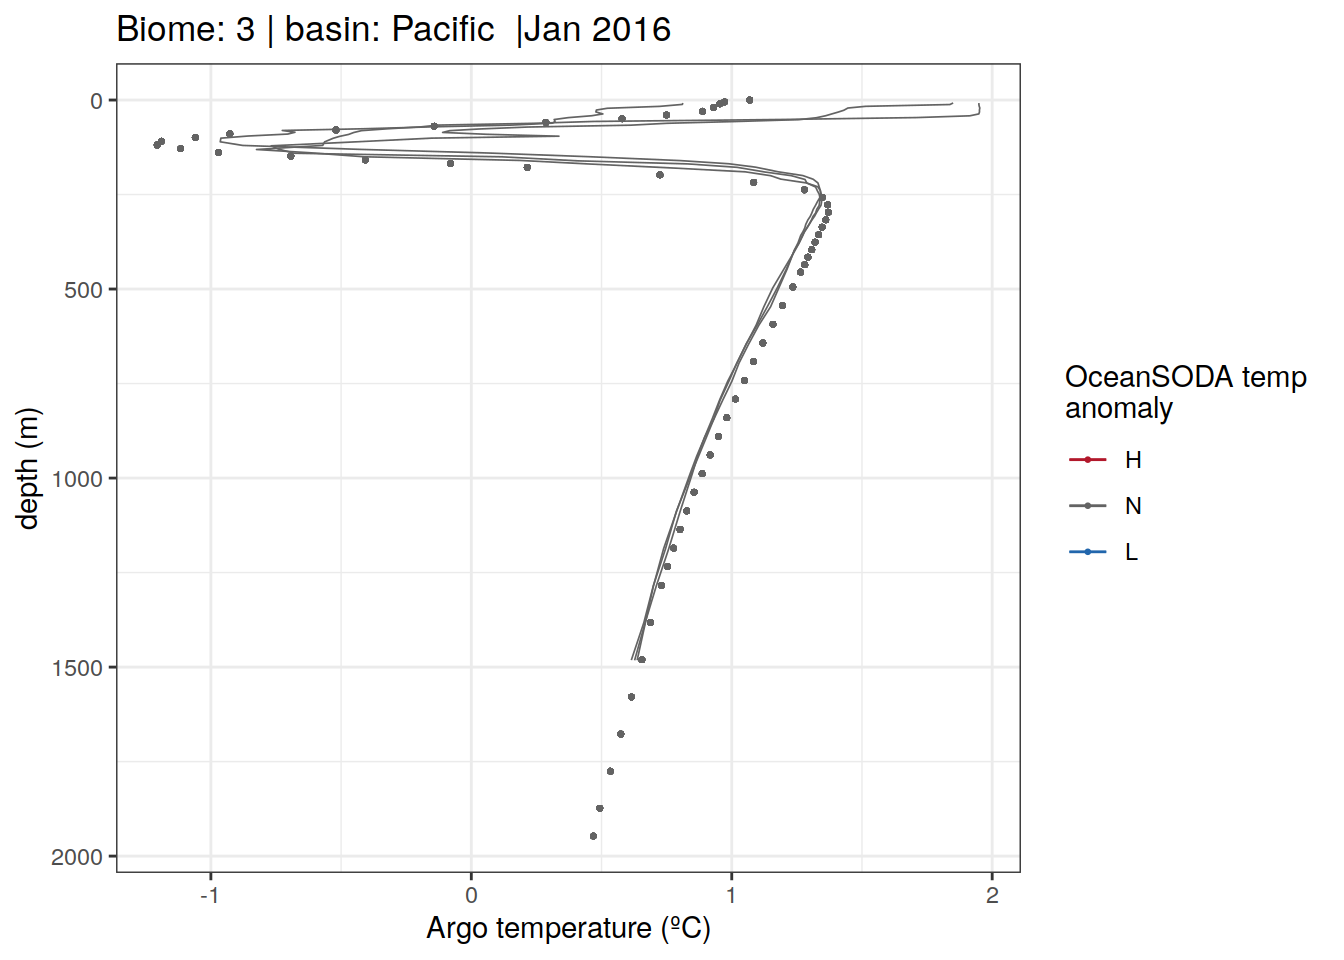 Biome: 3 | basin: Pacific  |Jan 2016
0
500
1000
1500
2000
depth (m)
-1
0
1
2
Argo temperature (ºC)
OceanSODA temp
anomaly
H
N
L